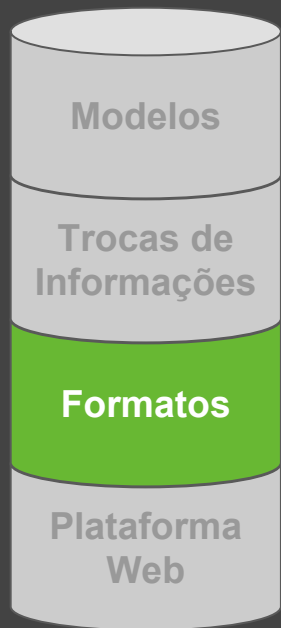 Modelos
Trocas de
Informações
Formatos
Plataforma
Web